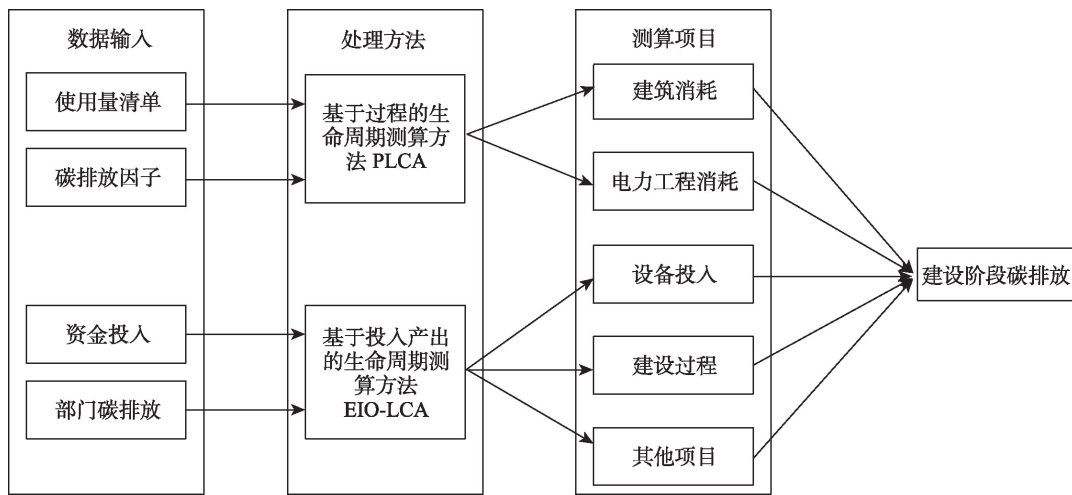 数据输入
使用量清单
碳排放因子
资金投入
部门碳排放
处理方法
基于过程的生
命周期测算方
法 PLCA
基于投入产出
的生命周期测
算方法
EIO-LCA
测算项目
建筑消耗
电力工程消耗
设备投入
建设过程
其他项目
建设阶段碳排放